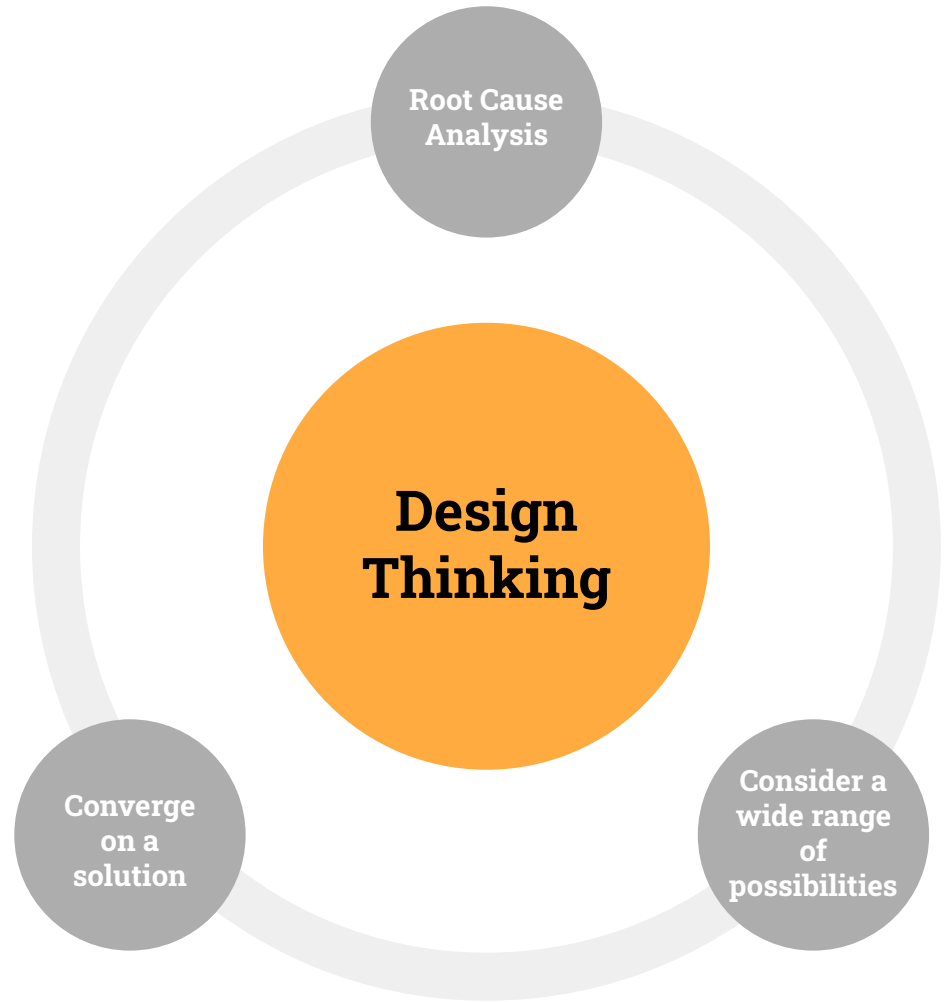 Root Cause
Analysis
Design
Thinking
Converge
on a
solution
Consider a
wide range
of
possibilities